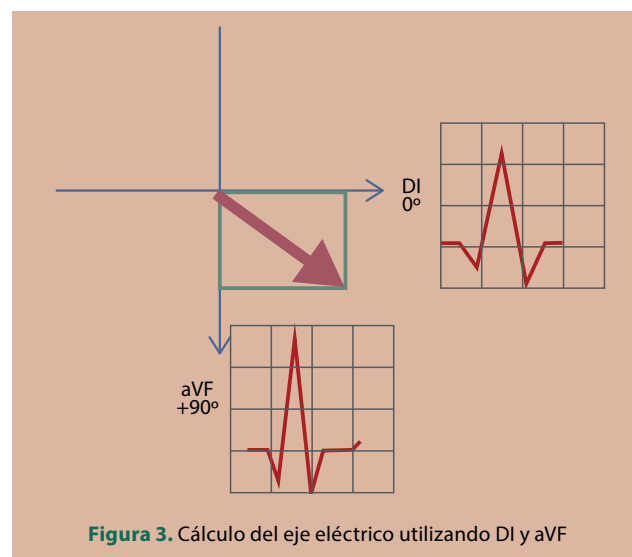 DI
0º
aVF
+90º
Figura 3. Cálculo del eje eléctrico utilizando DI y aVF